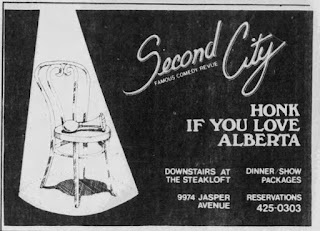 Second City
FAMOUS COMEDY REVUE
HONK
IF YOU LOVE
ALBERTA
DOWNSTAIRS AT
THE STEAKLOFT
DINNER/SHOW
PACKAGES
9974 JASPER
AVENUE
RESERVATIONS
425-0303